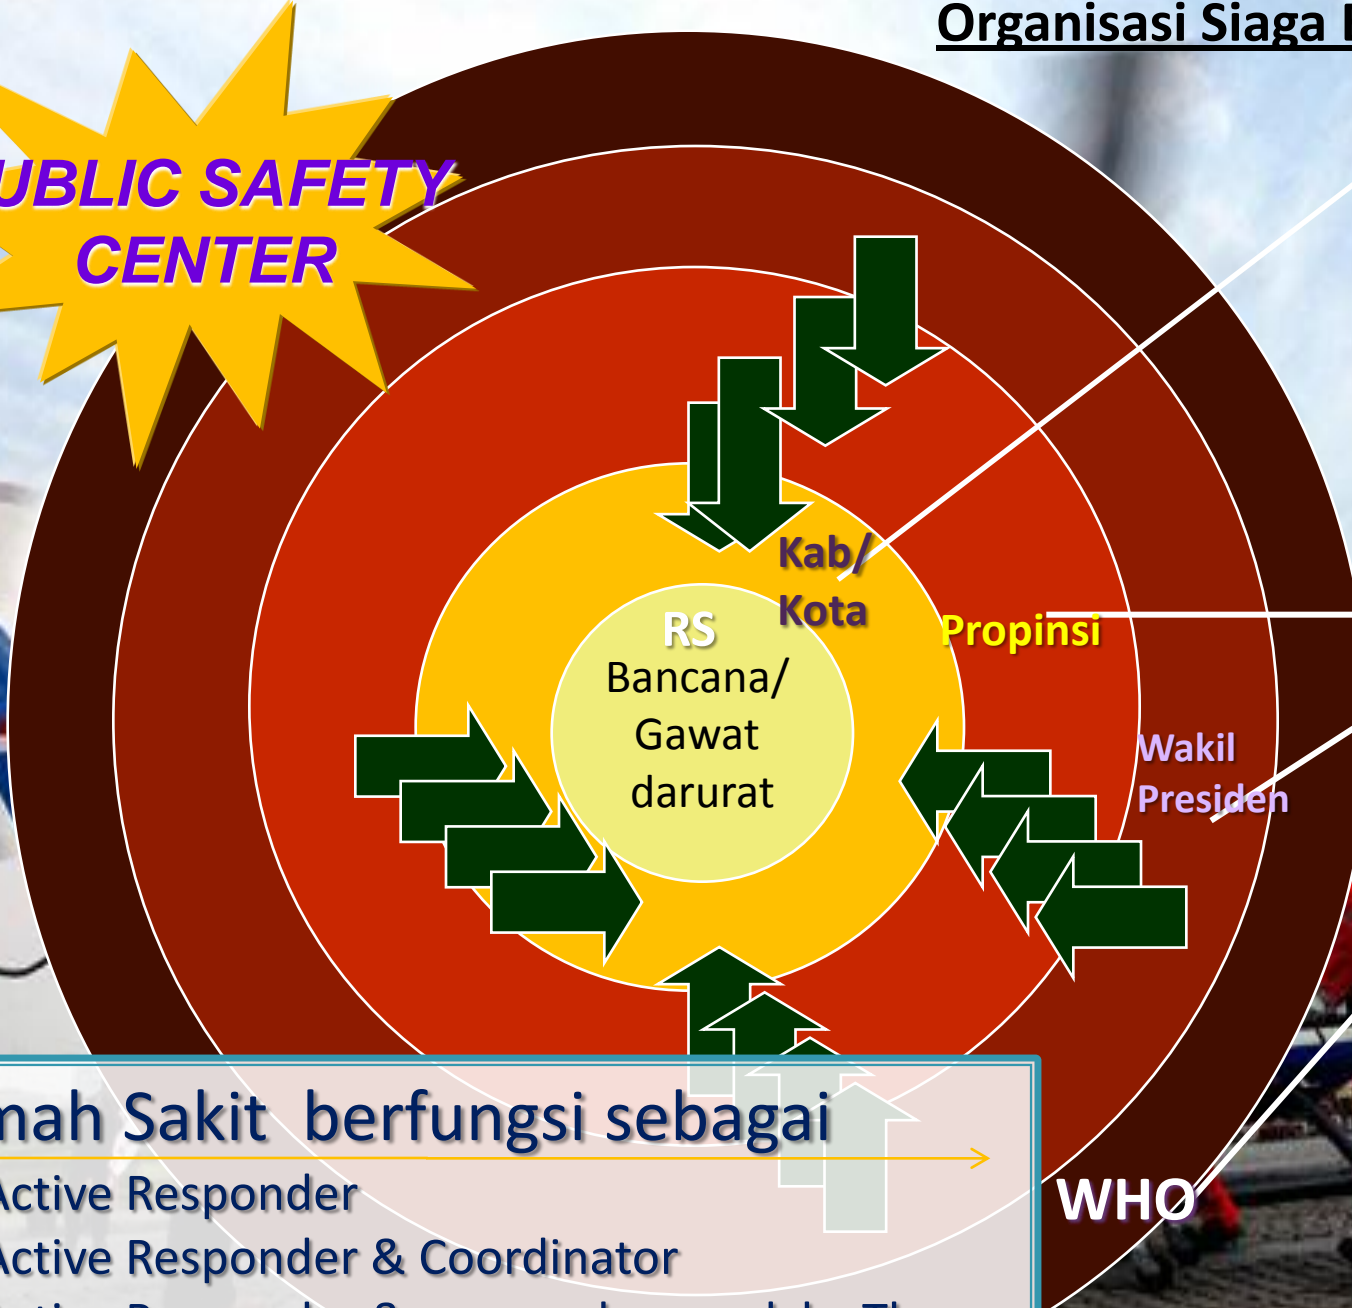 Organisasi Siaga
UBLIC SAFETY
CENTER
Kab/
Kota
RS
Bancana/
Gawat
darurat
Propinsi
Wakil
Presiden
mah Sakit berfungsi sebagai
Active Responder
Active Responder & Coordinator
WHO